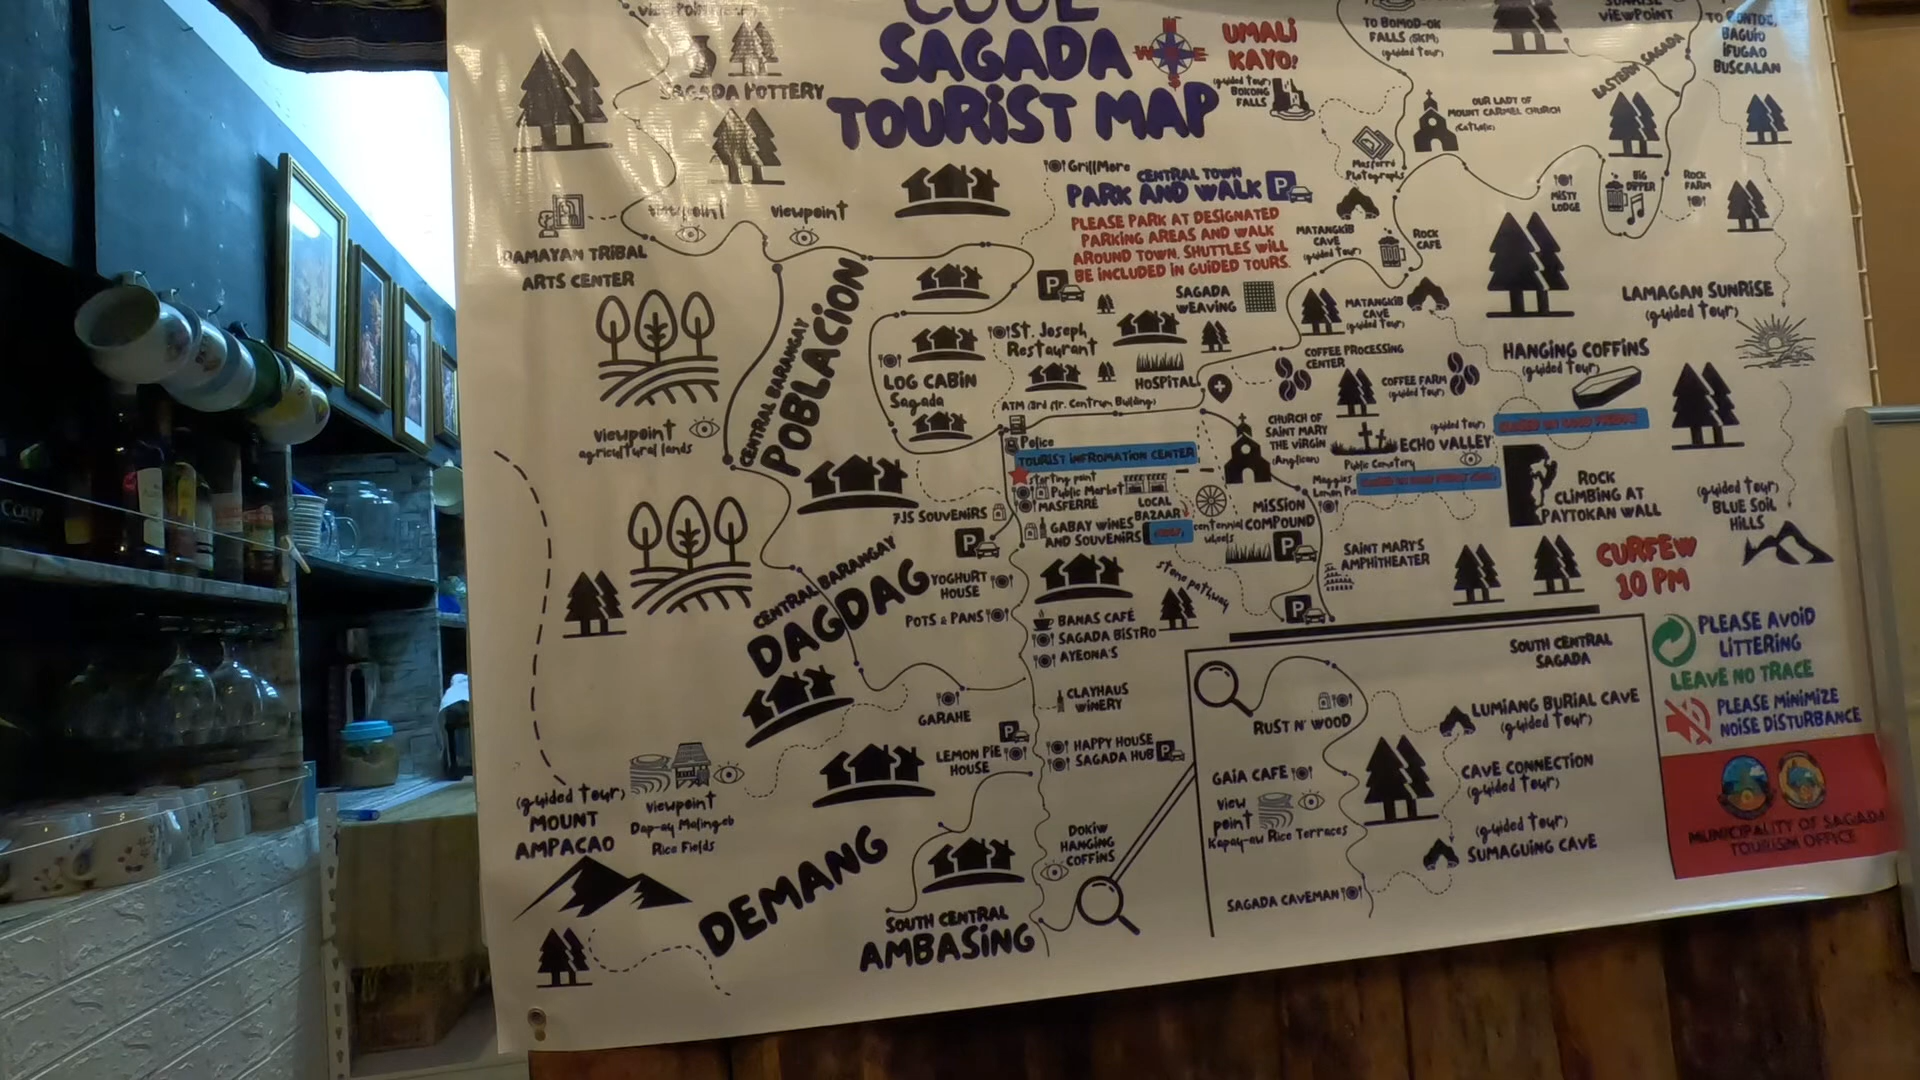 COOL
SAGADA
TOURIST MAP
N
W E
S
UMALI
KAYO!
(guided tour)
BOKONG
FALLS
TO BOMOD-OK
FALLS (5KM)
(guided tour)
SUNRISE
VIEWPOINT
TO BONTOC,
BAGUIO
IFUGAO
BUSCALAN
EASTERN SAGADA
SAGADA POTTERY
OUR LADY OF
MOUNT CARMEL CHURCH
(Catholic)
Masferré
Photographs
GrillMore
CENTRAL TOWN
PARK AND WALK P
PLEASE PARK AT DESIGNATED
PARKING AREAS AND WALK
AROUND TOWN. SHUTTLES WILL
BE INCLUDED IN GUIDED TOURS.
MISTY
LODGE
BIG
DIPPER
ROCK
FARM
viewpoint
viewpoint
DAMAYAN TRIBAL
ARTS CENTER
MATANGKIB
CAVE
(guided tour)
ROCK
CAFE
P
SAGADA
WEAVING
MATANGKIB
CAVE
(guided tour)
LAMAGAN SUNRISE
(guided tour)
CENTRAL BARANGAY
POBLACION
St. Joseph
Restaurant
LOG CABIN
Sagada
HOSPITAL
COFFEE PROCESSING
CENTER
COFFEE FARM
(guided tour)
HANGING COFFINS
(guided tour)
ATM (3rd flr. Centrum Building)
viewpoint
agricultural lands
Police
TOURIST INFROMATION CENTER
starting point
Public Market
MASFERRÉ
LOCAL
BAZAAR
GABAY WINES
AND SOUVENIRS
centennial
wheels
CHURCH OF
SAINT MARY
THE VIRGIN
(Anglican)
(guided tour)
ECHO VALLEY
Public Cemetery
Maggies
Lemon Pie
MISSION
COMPOUND
P
ROCK
CLIMBING AT
PAYTOKAN WALL
(guided tour)
BLUE SOIL
HILLS
7JS SOUVENIRS
P
CENTRAL BARANGAY
DAGDAG
YOGHURT
HOUSE
POTS & PANS
BANAS CAFÉ
SAGADA BISTRO
AYEONA'S
stone pathway
SAINT MARY'S
AMPHITHEATER
P
CURFEW
10 PM
PLEASE AVOID
LITTERING
LEAVE NO TRACE
PLEASE MINIMIZE
NOISE DISTURBANCE
MUNICIPALITY OF SAGADA
TOURISM OFFICE
CLAYHAUS
WINERY
GARAHE
P
LEMON PIE
HOUSE
HAPPY HOUSE
SAGADA HUB P
SOUTH CENTRAL
SAGADA
RUST N' WOOD
LUMIANG BURIAL CAVE
(guided tour)
GAIA CAFE
CAVE CONNECTION
(guided tour)
view
point
Kapay-aw Rice Terraces
(guided tour)
SUMAGUING CAVE
SAGADA CAVEMAN
(guided tour)
MOUNT
AMPACAO
viewpoint
Dap-ay Malingeb
Rice Fields
DEMANG
DOKIW
HANGING
COFFINS
SOUTH CENTRAL
AMBASING